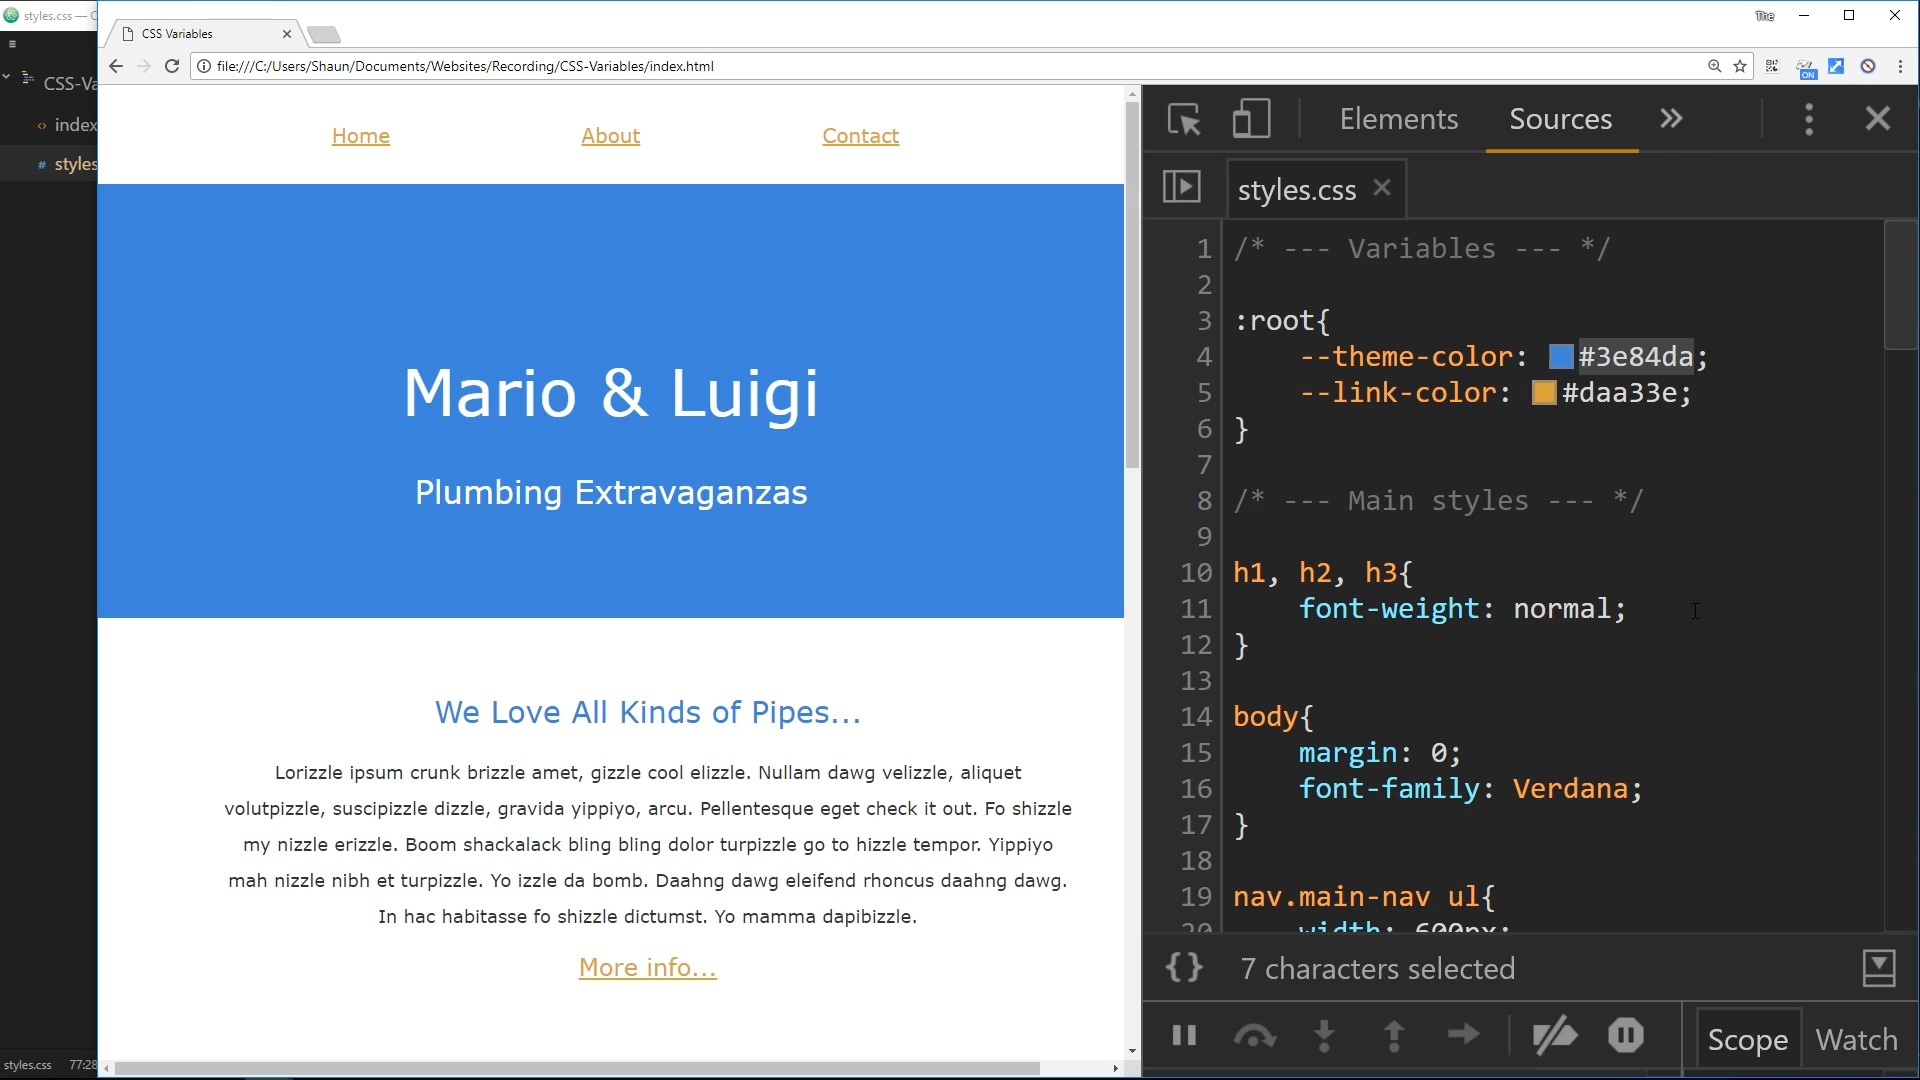 styles.css — C
CSS Variables
The
file:///C:/Users/Shaun/Documents/Websites/Recording/CSS-Variables/index.html
ON
CSS-Va
index
styles
Home About Contact
Mario & Luigi
Plumbing Extravaganzas
We Love All Kinds of Pipes...
Lorizzle ipsum crunk brizzle amet, gizzle cool elizzle. Nullam dawg velizzle, aliquet
volutpizzle, suscipizzle dizzle, gravida yippiyo, arcu. Pellentesque eget check it out. Fo shizzle
my nizzle erizzle. Boom shackalack bling bling dolor turpizzle go to hizzle tempor. Yippiyo
mah nizzle nibh et turpizzle. Yo izzle da bomb. Daahng dawg eleifend rhoncus daahng dawg.
In hac habitasse fo shizzle dictumst. Yo mamma dapibizzle.
More info...
Elements Sources »
styles.css
1 /* --- Variables --- */
2
3 :root{
4 --theme-color: #3e84da;
5 --link-color: #daa33e;
6 }
7
8 /* --- Main styles --- */
9
10 h1, h2, h3{
11 font-weight: normal;
12 }
13
14 body{
15 margin: 0;
16 font-family: Verdana;
17 }
18
19 nav.main-nav ul{
20 width: 600px;
{} 7 characters selected
Scope Watch
styles.css 77:28